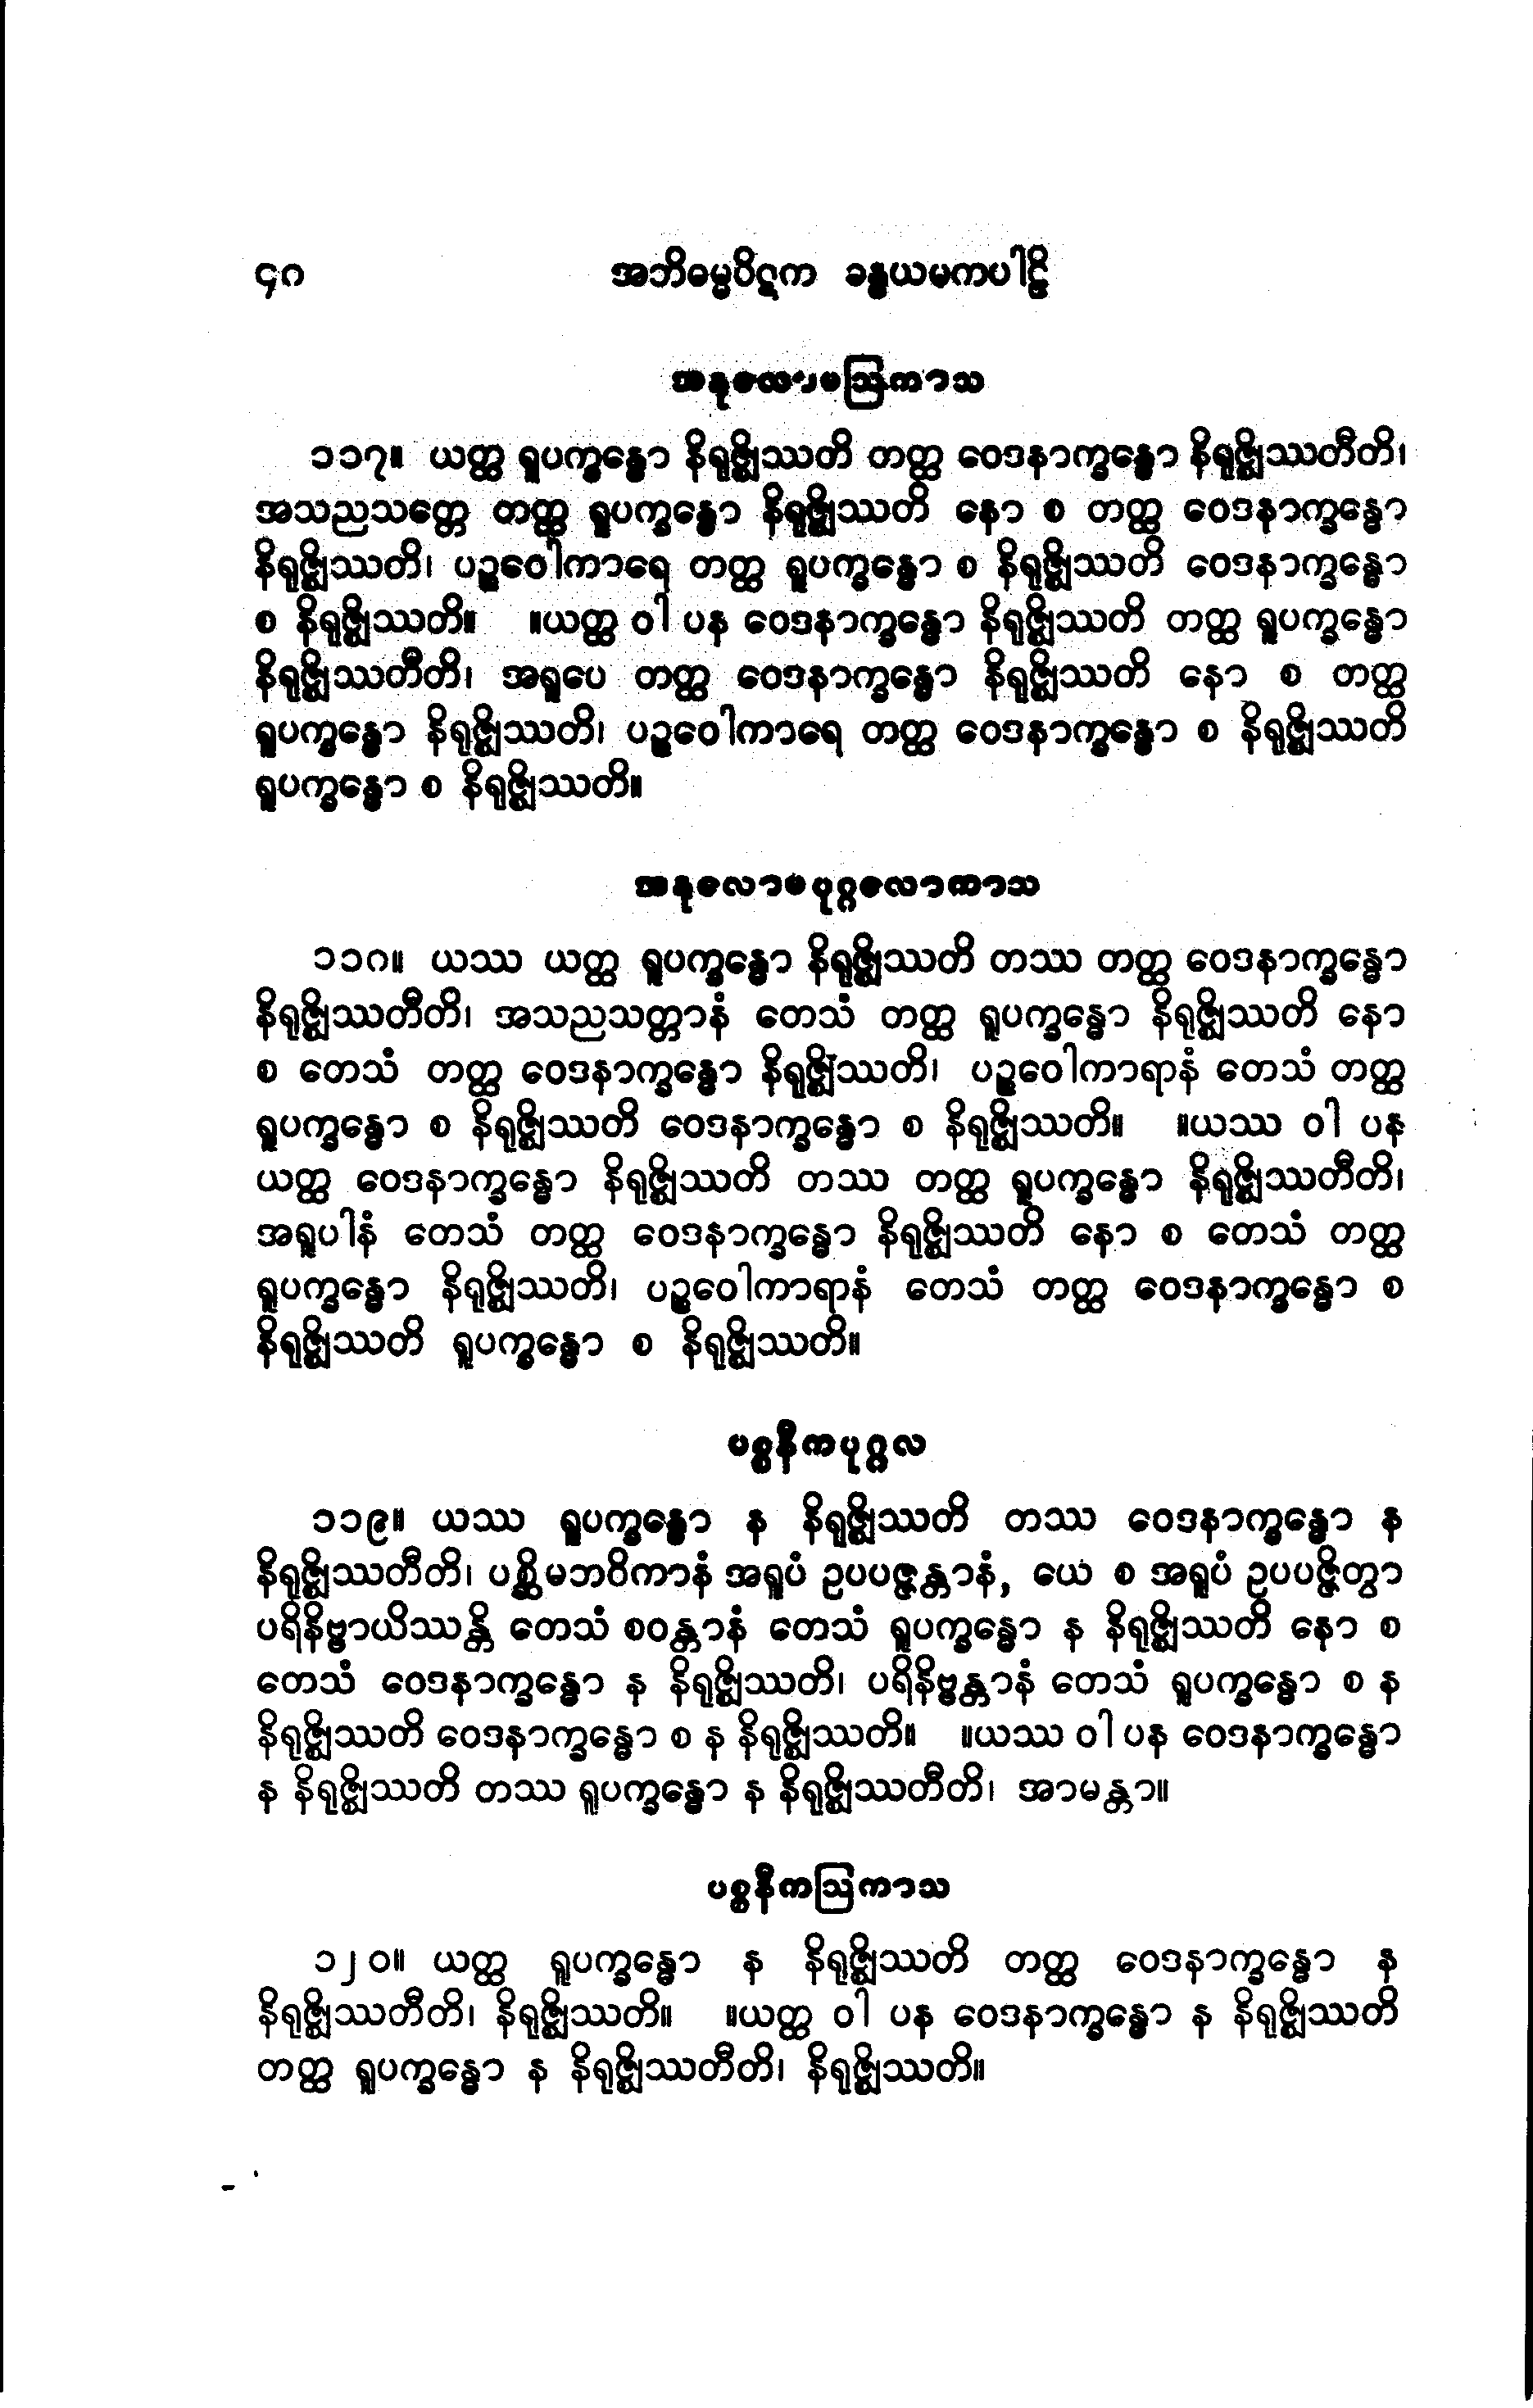 ၄၈ အဘိဓမ္မပိဋက ခန္ဓယမကပါဠိ
အနုလောမဩကာသ
၁၁၇။ ယတ္ထ ရူပက္ခန္ဓော နိရုဇ္ဈိဿတိ တတ္ထ ဝေဒနာက္ခန္ဓော နိရုဇ္ဈိဿတီတိ၊
အသညသတ္တေ တတ္ထ ရူပက္ခန္ဓော နိရုဇ္ဈိဿတိ နော စ တတ္ထ ဝေဒနာက္ခန္ဓော
နိရုဇ္ဈိဿတိ၊ ပဉ္စဝေါကာရေ တတ္ထ ရူပက္ခန္ဓော စ နိရုဇ္ဈိဿတိ ဝေဒနာက္ခန္ဓော
စ နိရုဇ္ဈိဿတိ။ ။ယတ္ထ ဝါ ပန ဝေဒနာက္ခန္ဓော နိရုဇ္ဈိဿတိ တတ္ထ ရူပက္ခန္ဓော
နိရုဇ္ဈိဿတီတိ၊ အရူပေ တတ္ထ ဝေဒနာက္ခန္ဓော နိရုဇ္ဈိဿတိ နော စ တတ္ထ
ရူပက္ခန္ဓော နိရုဇ္ဈိဿတိ၊ ပဉ္စဝေါကာရေ တတ္ထ ဝေဒနာက္ခန္ဓော စ နိရုဇ္ဈိဿတိ
ရူပက္ခန္ဓော စ နိရုဇ္ဈိဿတိ။
အနုလောမပုဂ္ဂလောကာသ
၁၁၈။ ယဿ ယတ္ထ ရူပက္ခန္ဓော နိရုဇ္ဈိဿတိ တဿ တတ္ထ ဝေဒနာက္ခန္ဓော
နိရုဇ္ဈိဿတီတိ၊ အသညသတ္တာနံ တေသံ တတ္ထ ရူပက္ခန္ဓော နိရုဇ္ဈိဿတိ နော
စ တေသံ တတ္ထ ဝေဒနာက္ခန္ဓော နိရုဇ္ဈိဿတိ၊ ပဉ္စဝေါကာရာနံ တေသံ တတ္ထ
ရူပက္ခန္ဓော စ နိရုဇ္ဈိဿတိ ဝေဒနာက္ခန္ဓော စ နိရုဇ္ဈိဿတိ။ ။ယဿ ဝါ ပန
ယတ္ထ ဝေဒနာက္ခန္ဓော နိရုဇ္ဈိဿတိ တဿ တတ္ထ ရူပက္ခန္ဓော နိရုဇ္ဈိဿတီတိ၊
အရူပါနံ တေသံ တတ္ထ ဝေဒနာက္ခန္ဓော နိရုဇ္ဈိဿတိ နော စ တေသံ တတ္ထ
ရူပက္ခန္ဓော နိရုဇ္ဈိဿတိ၊ ပဉ္စဝေါကာရာနံ တေသံ တတ္ထ ဝေဒနာက္ခန္ဓော စ
နိရုဇ္ဈိဿတိ ရူပက္ခန္ဓော စ နိရုဇ္ဈိဿတိ။
ပစ္စနီကပုဂ္ဂလ
၁၁၉။ ယဿ ရူပက္ခန္ဓော န နိရုဇ္ဈိဿတိ တဿ ဝေဒနာက္ခန္ဓော န
နိရုဇ္ဈိဿတီတိ၊ ပစ္ဆိမဘဝိကာနံ အရူပံ ဥပပဇ္ဇန္တာနံ, ယေ စ အရူပံ ဥပပဇ္ဇိတွာ
ပရိနိဗ္ဗာယိဿန္တိ တေသံ စဝန္တာနံ တေသံ ရူပက္ခန္ဓော န နိရုဇ္ဈိဿတိ နော စ
တေသံ ဝေဒနာက္ခန္ဓော န နိရုဇ္ဈိဿတိ၊ ပရိနိဗ္ဗန္တာနံ တေသံ ရူပက္ခန္ဓော စ န
နိရုဇ္ဈိဿတိ ဝေဒနာက္ခန္ဓော စ န နိရုဇ္ဈိဿတိ။ ။ယဿ ဝါ ပန ဝေဒနာက္ခန္ဓော
န နိရုဇ္ဈိဿတိ တဿ ရူပက္ခန္ဓော န နိရုဇ္ဈိဿတီတိ၊ အာမန္တာ။
ပစ္စနီကဩကာသ
၁၂၀။ ယတ္ထ ရူပက္ခန္ဓော န နိရုဇ္ဈိဿတိ တတ္ထ ဝေဒနာက္ခန္ဓော န
နိရုဇ္ဈိဿတီတိ၊ နိရုဇ္ဈိဿတိ။ ။ယတ္ထ ဝါ ပန ဝေဒနာက္ခန္ဓော န နိရုဇ္ဈိဿတိ
တတ္ထ ရူပက္ခန္ဓော န နိရုဇ္ဈိဿတီတိ၊ နိရုဇ္ဈိဿတိ။